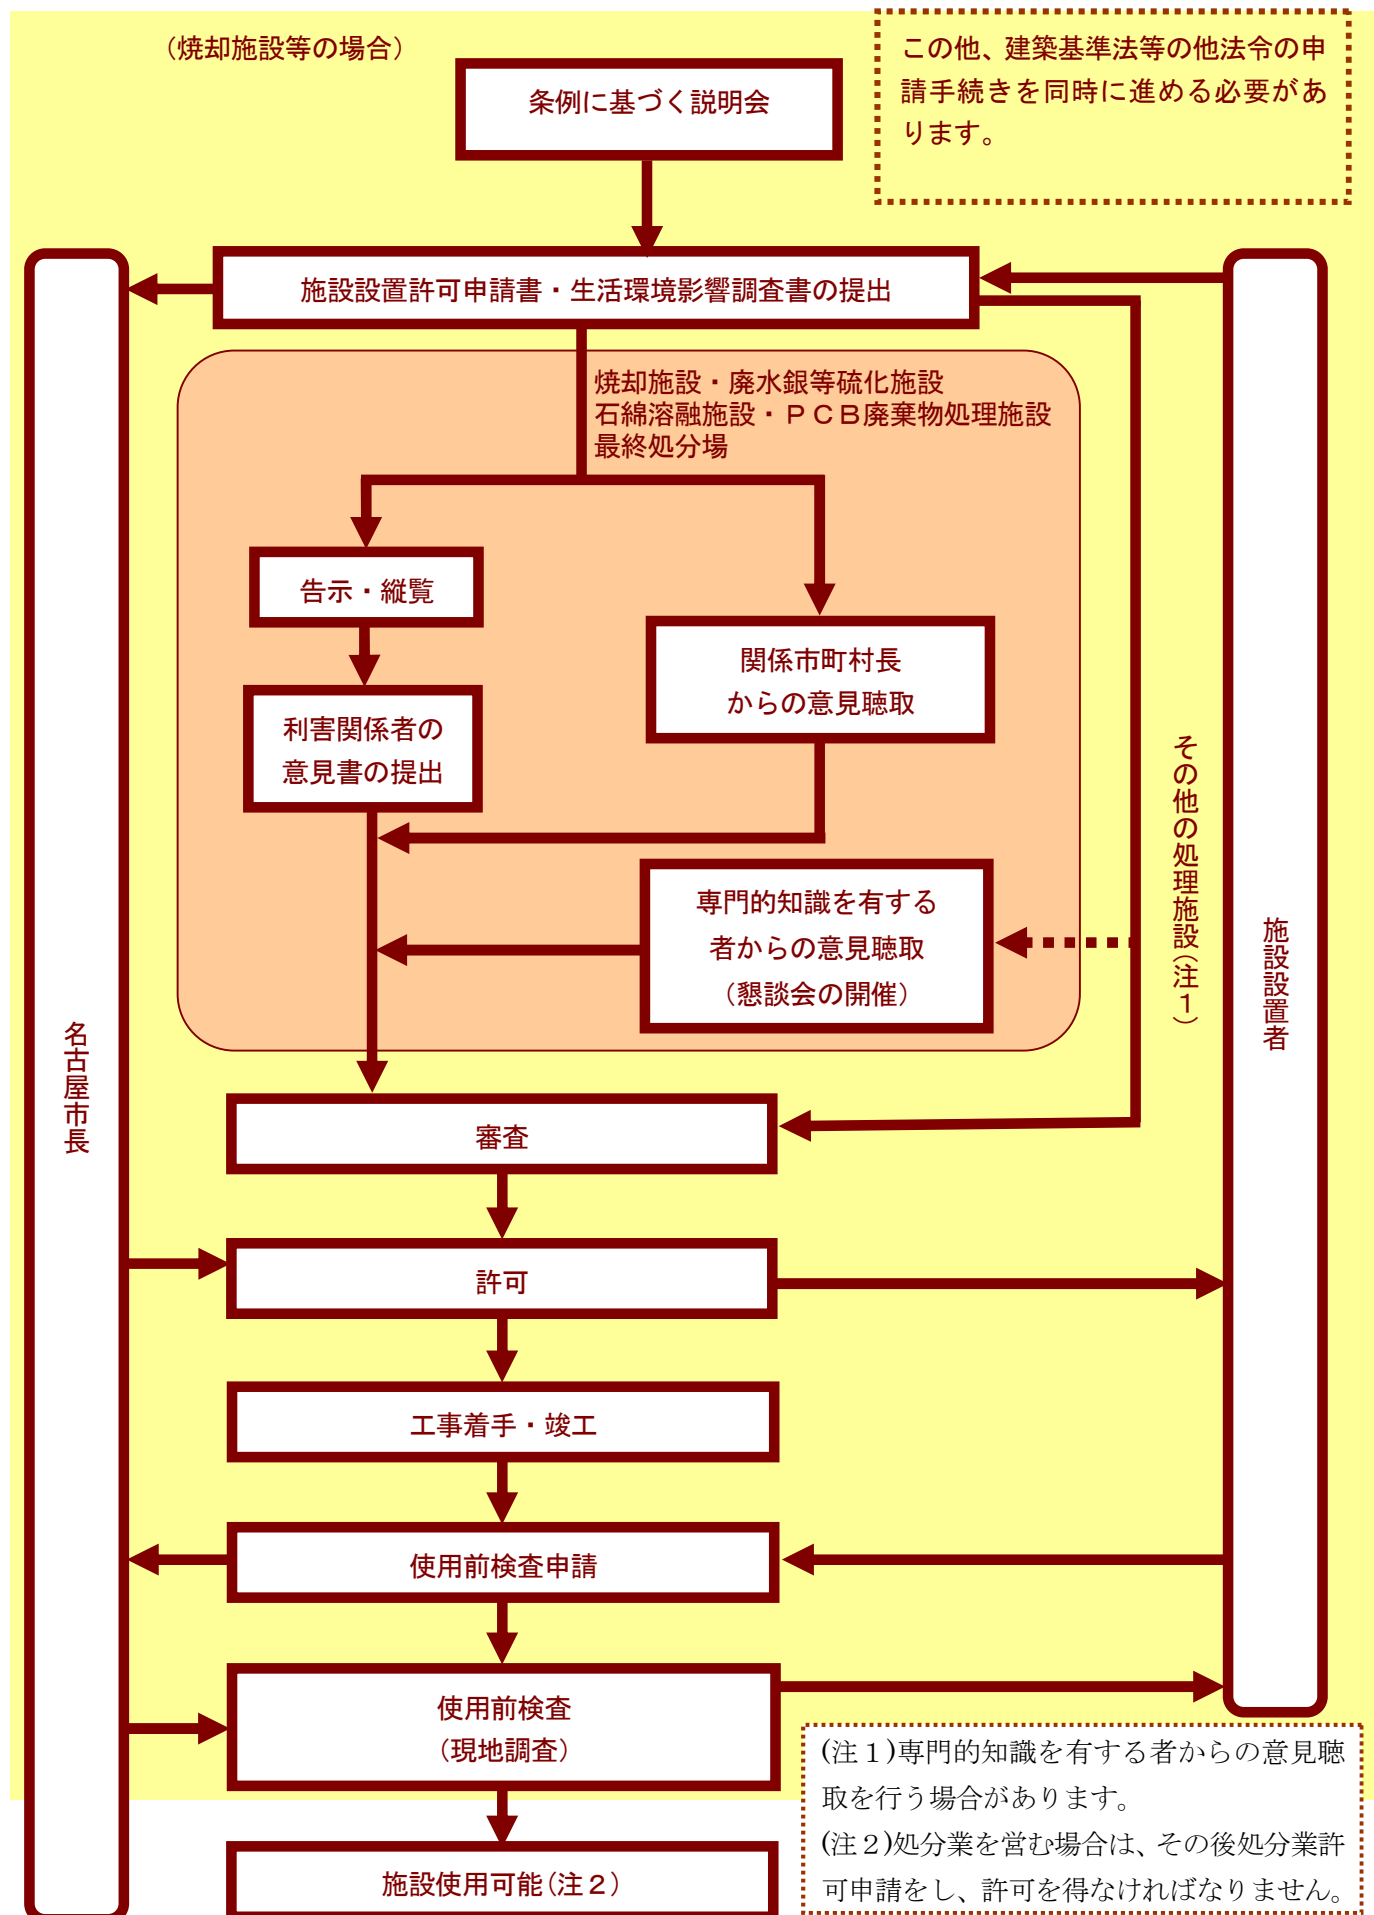 （焼却施設等の場合）
この他、建築基準法等の他法令の申
請手続きを同時に進める必要があ
ります。
条例に基づく説明会
施設設置許可申請書・生活環境影響調査書の提出
焼却施設・廃水銀等硫化施設
石綿溶融施設・ＰＣＢ廃棄物処理施設
最終処分場
告示・縦覧
関係市町村長
からの意見聴取
利害関係者の
意見書の提出
専門的知識を有する
者からの意見聴取
（懇談会の開催）
その他の処理施設（注１）
施設設置者
名古屋市長
審査
許可
工事着手・竣工
使用前検査申請
使用前検査
（現地調査）
施設使用可能（注２）
(注１)専門的知識を有する者からの意見聴
取を行う場合があります。
(注２)処分業を営む場合は、その後処分業許
可申請をし、許可を得なければなりません。